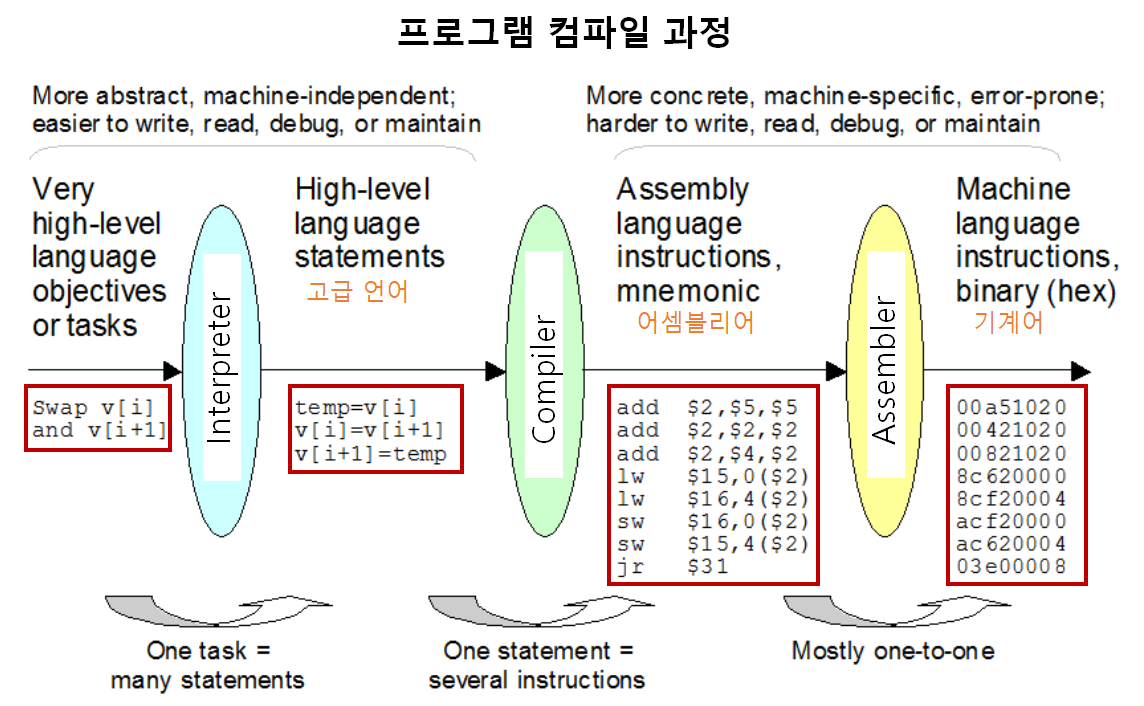 프로그램 컴파일 과정
More abstract, machine-independent;
easier to write, read, debug, or maintain
More concrete, machine-specific, error-prone;
harder to write, read, debug, or maintain
Very
high-level
language
objectives
or tasks
Interpreter
High-level
language
statements
고급 언어
Compiler
Assembly
language
instructions,
mnemonic
어셈블리어
Assembler
Machine
language
instructions,
binary (hex)
기계어
Swap v[i]
and v[i+1]
temp=v[i]
v[i]=v[i+1]
v[i+1]=temp
add $2,$5,$5
add $2,$2,$2
add $2,$4,$2
lw $15,0($2)
lw $16,4($2)
sw $16,0($2)
sw $15,4($2)
jr $31
00a51020
00421020
00821020
8c620000
8cf20004
acf20000
ac620004
03e00008
One task =
many statements
One statement =
several instructions
Mostly one-to-one